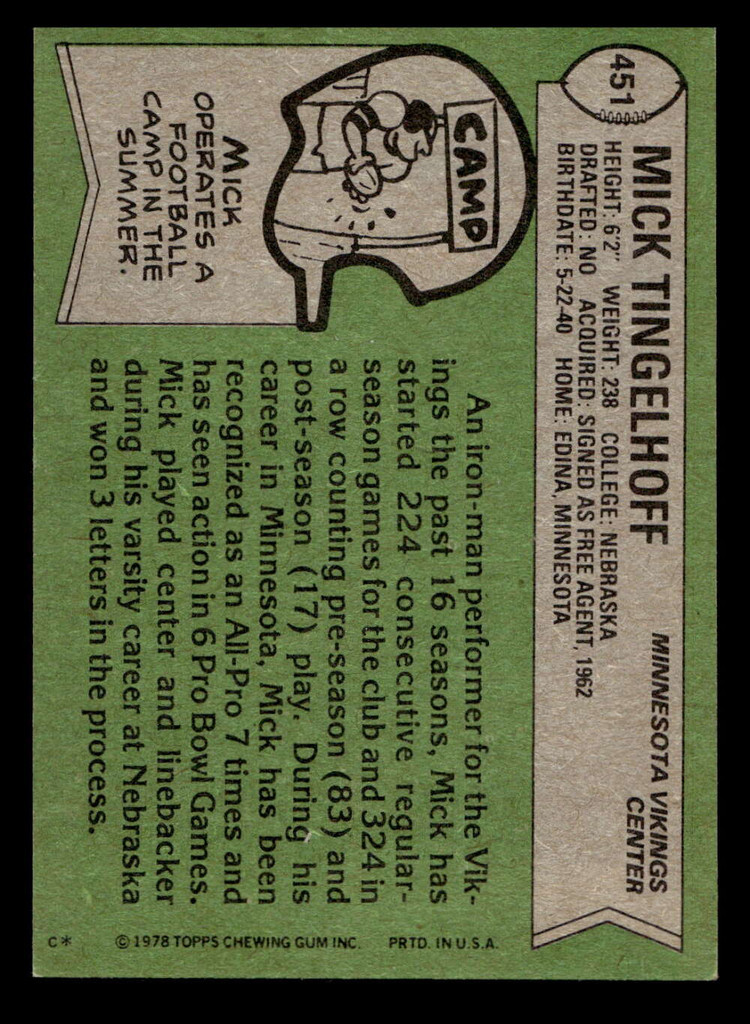 451
MICK TINGELHOFF
MINNESOTA VIKINGS
CENTER
HEIGHT: 6'2" WEIGHT: 238 COLLEGE: NEBRASKA
DRAFTED: NO ACQUIRED: SIGNED AS FREE AGENT, 1962
BIRTHDATE: 5-22-40 HOME: EDINA, MINNESOTA
CAMP
MICK
OPERATES A
FOOTBALL
CAMP IN THE
SUMMER.
An iron-man performer for the Vik-
ings the past 16 seasons, Mick has
started 224 consecutive regular-
season games for the club and 324 in
a row counting pre-season (83) and
post-season (17) play. During his
career in Minnesota, Mick has been
recognized as an All-Pro 7 times and
has seen action in 6 Pro Bowl Games.
Mick played center and linebacker
during his varsity career at Nebraska
and won 3 letters in the process.
C* © 1978 TOPPS CHEWING GUM INC. PRTD. IN U.S.A.